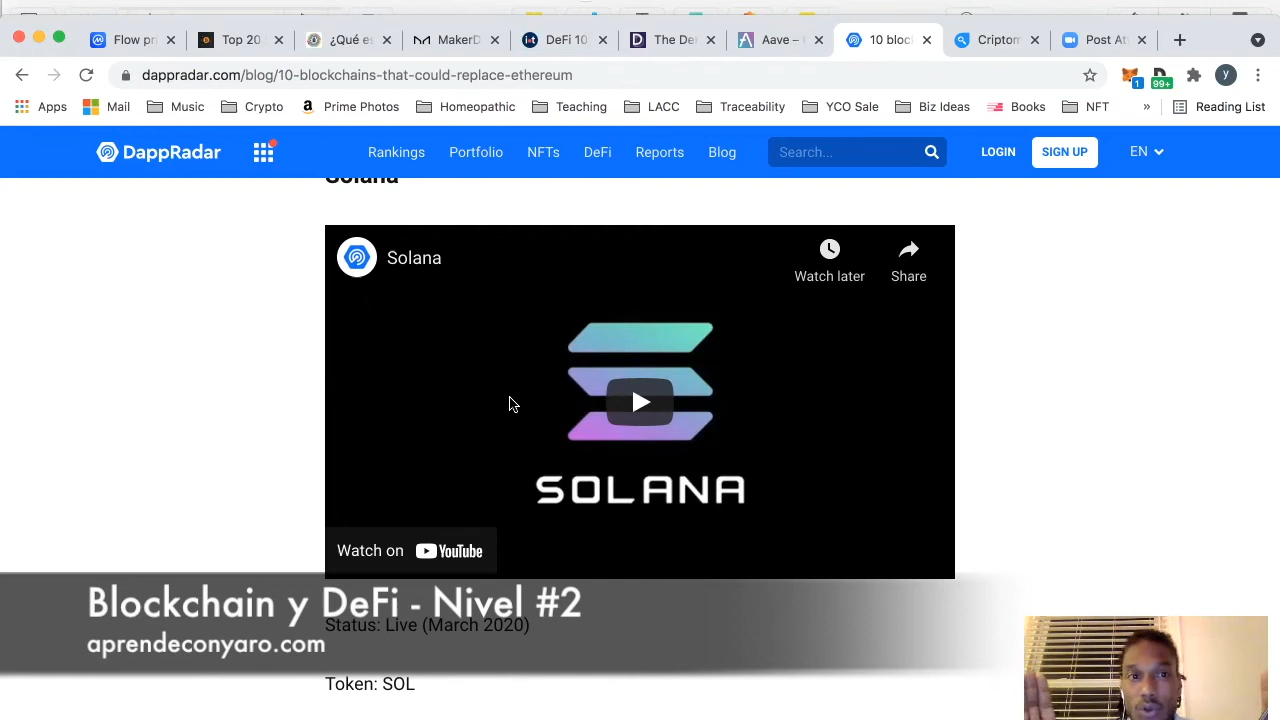 Flow pr
Top 20
¿Qué es
MakerD
DeFi 10
The De
Aave –
10 bloc
Criptom
Post At
dappradar.com/blog/10-blockchains-that-could-replace-ethereum
1
99+
y
Apps
Mail
Music
Crypto
Prime Photos
Homeopathic
Teaching
LACC
Traceability
YCO Sale
Biz Ideas
Books
NFT
»
Reading List
DappRadar
Rankings
Portfolio
NFTs
DeFi
Reports
Blog
Search...
LOGIN
SIGN UP
EN
Solana
Solana
Watch later
Share
SOLANA
Watch on YouTube
Blockchain y DeFi - Nivel #2
Status: Live (March 2020)
aprendeconyaro.com
Token: SOL